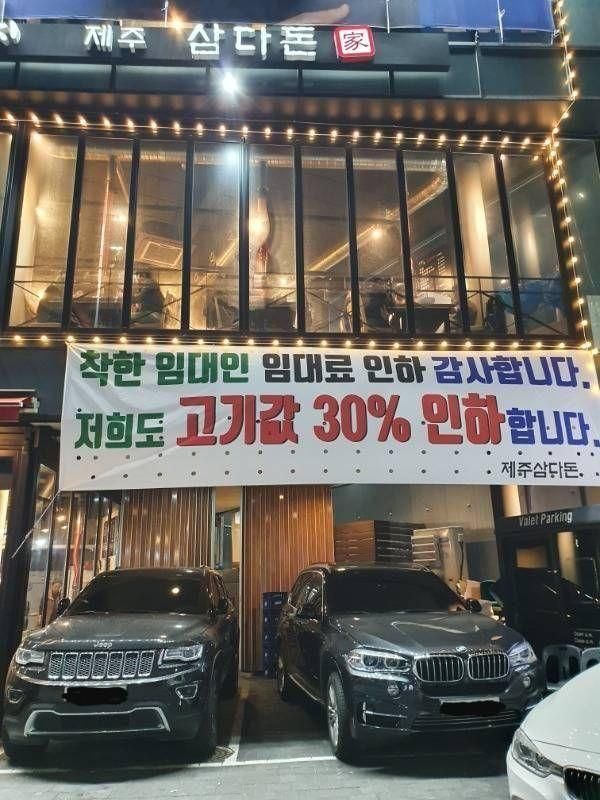 제주 삼다돈 家
착한 임대인 임대료 인하 감사합니다.
저희도 고기값 30% 인하합니다.
제주삼다돈
Valet Parking
Jeep